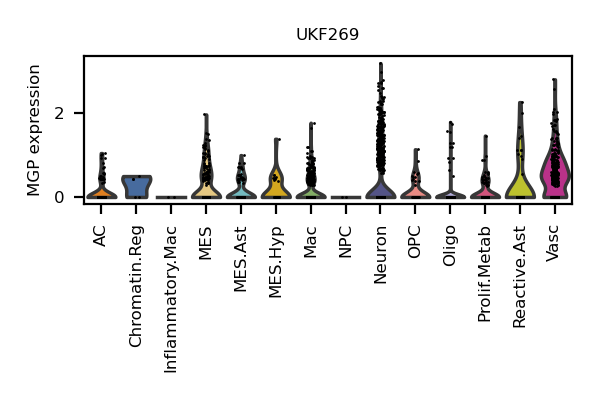 UKF269
MGP expression
2
0
AC
Chromatin.Reg
Inflammatory.Mac
MES
MES.Ast
MES.Hyp
Mac
NPC
Neuron
OPC
Oligo
Prolif.Metab
Reactive.Ast
Vasc